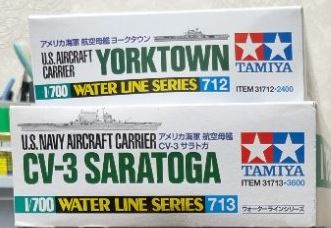 アメリカ海軍 航空母艦 ヨークタウン
U.S. AIRCRAFT CARRIER YORKTOWN
1:700 WATER LINE SERIES 712
TAMIYA
ITEM 31712-2400
U.S. NAVY AIRCRAFT CARRIER
アメリカ海軍 航空母艦
CV-3 サラトガ
CV-3 SARATOGA
1:700 WATER LINE SERIES 713
TAMIYA
ITEM 31713-3600
ウォーターラインシリーズ